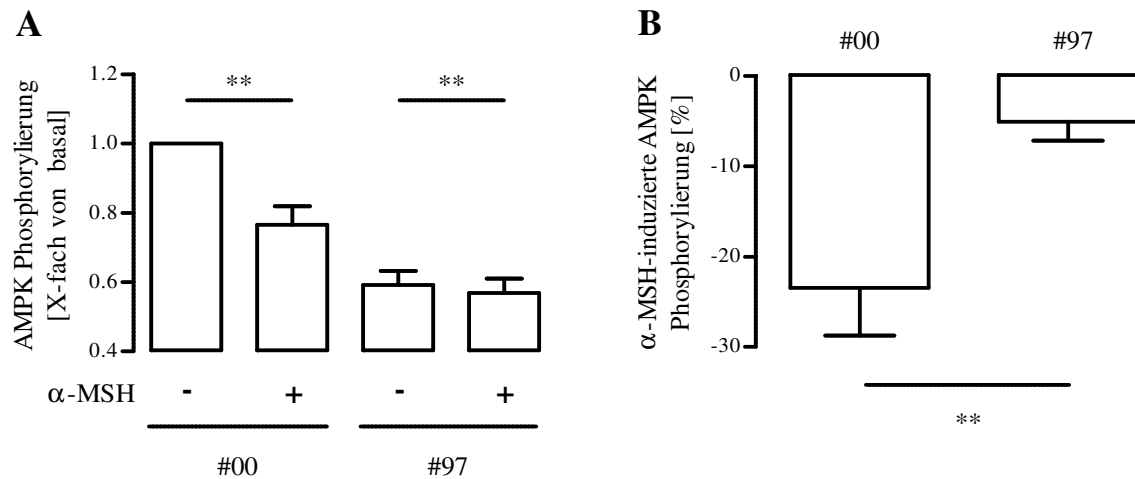 A
AMPK Phosphorylierung
[X-fach von basal]
1.2
1.0
0.8
0.6
0.4
**
**
α-MSH
- + - +
#00 #97
B
#00 #97
α-MSH-induzierte AMPK
Phosphorylierung [%]
0
-10
-20
-30
**